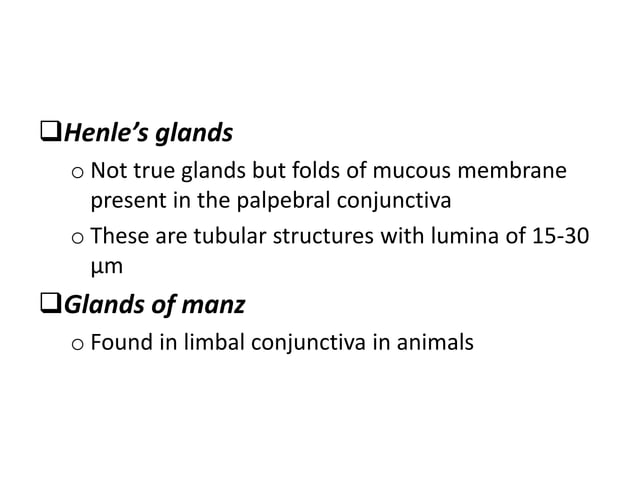 ❑Henle’s glands
o Not true glands but folds of mucous membrane
present in the palpebral conjunctiva
o These are tubular structures with lumina of 15-30
µm
❑Glands of manz
o Found in limbal conjunctiva in animals